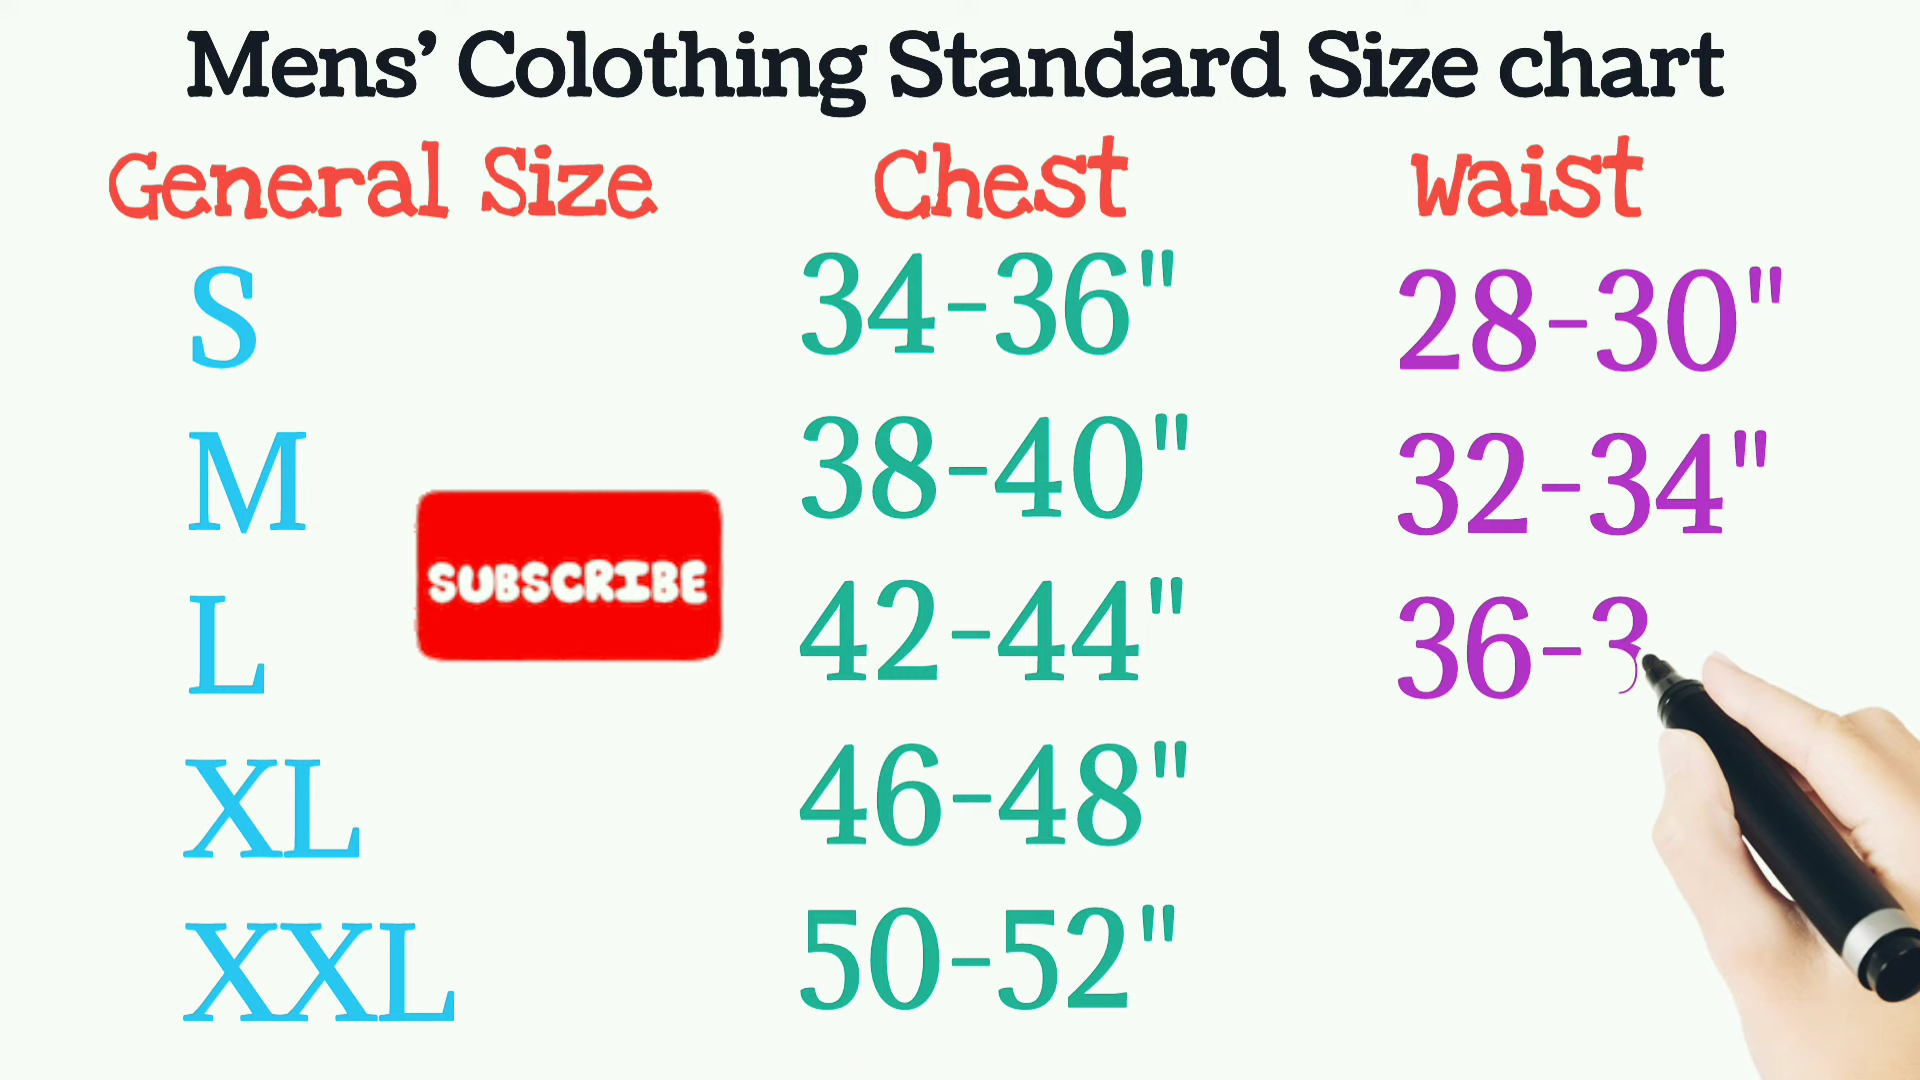 Mens’ Colothing Standard Size chart
General Size Chest Waist
S 34-36" 28-30"
M 38-40" 32-34"
SUBSCRIBE
L 42-44" 36-3
XL 46-48"
XXL 50-52"